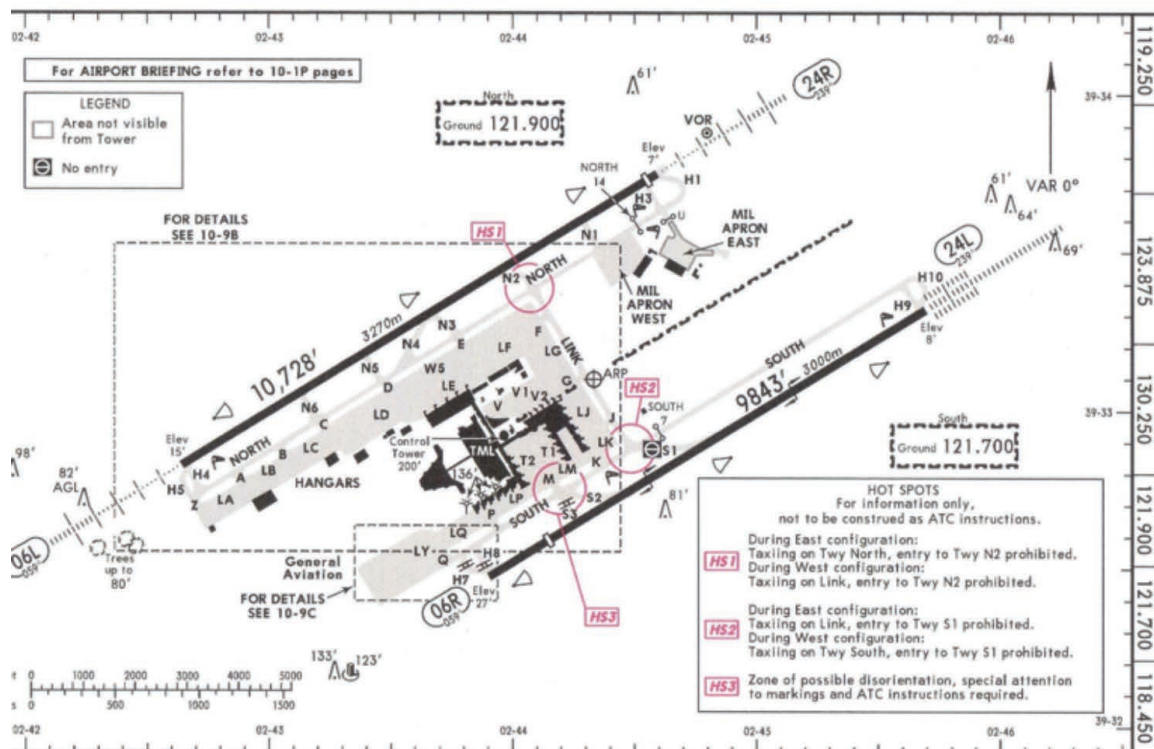 02-42
02-43
02-44
02-45
02-46
119.250
123.875
130.250
121.900
121.700
118.450
For AIRPORT BRIEFING refer to 10-1P pages
LEGEND
Area not visible
from Tower
No entry
North
Ground 121.900
61'
24R
239°
39-34
VOR
Elev
7'
NORTH
14
H1
H3
U
61'
64'
VAR 0°
69'
FOR DETAILS
SEE 10-9B
HS1
N1
MIL
APRON
EAST
MIL
APRON
WEST
24L
239°
H10
H9
Elev
8'
N2
NORTH
3270m
10,728'
N3
N4
N5
N6
E
F
LF
LG
LINK
W5
D
LE
LD
ARP
G
V1
V2
V
SOUTH
3000m
9843'
HS2
C
LJ
J
SOUTH
7
39-33
Control
Tower
200'
TML
LK
S1
South
Ground 121.700
Elev
15'
NORTH
B
LC
A
LB
LA
H4
H5
Z
HANGARS
T1
T2
K
LM
M
136'
LP
P
T
SOUTH
S2
S3
81'
98'
82'
AGL
06L
059°
Trees
up to
80'
LQ
LY
Q
H8
H7
General
Aviation
Elev
27'
06R
059°
FOR DETAILS
SEE 10-9C
HS3
133'
123'
HOT SPOTS
For information only,
not to be construed as ATC instructions.
HS1
During East configuration:
Taxiing on Twy North, entry to Twy N2 prohibited.
During West configuration:
Taxiing on Link, entry to Twy N2 prohibited.
HS2
During East configuration:
Taxiing on Link, entry to Twy S1 prohibited.
During West configuration:
Taxiing on Twy South, entry to Twy S1 prohibited.
HS3
Zone of possible disorientation, special attention
to markings and ATC instructions required.
0 1000 2000 3000 4000 5000
0 500 1000 1500
02-42
02-43
02-44
02-45
02-46
39-32